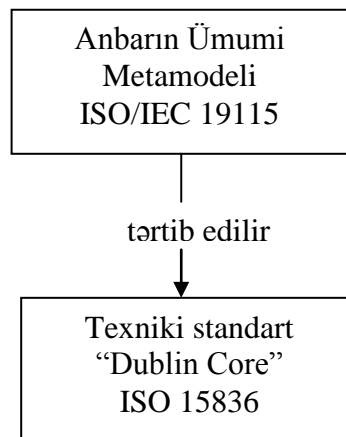 Anbarın Ümumi
Metamodeli
ISO/IEC 19115
tərtib edilir
Texniki standart
“Dublin Core”
ISO 15836